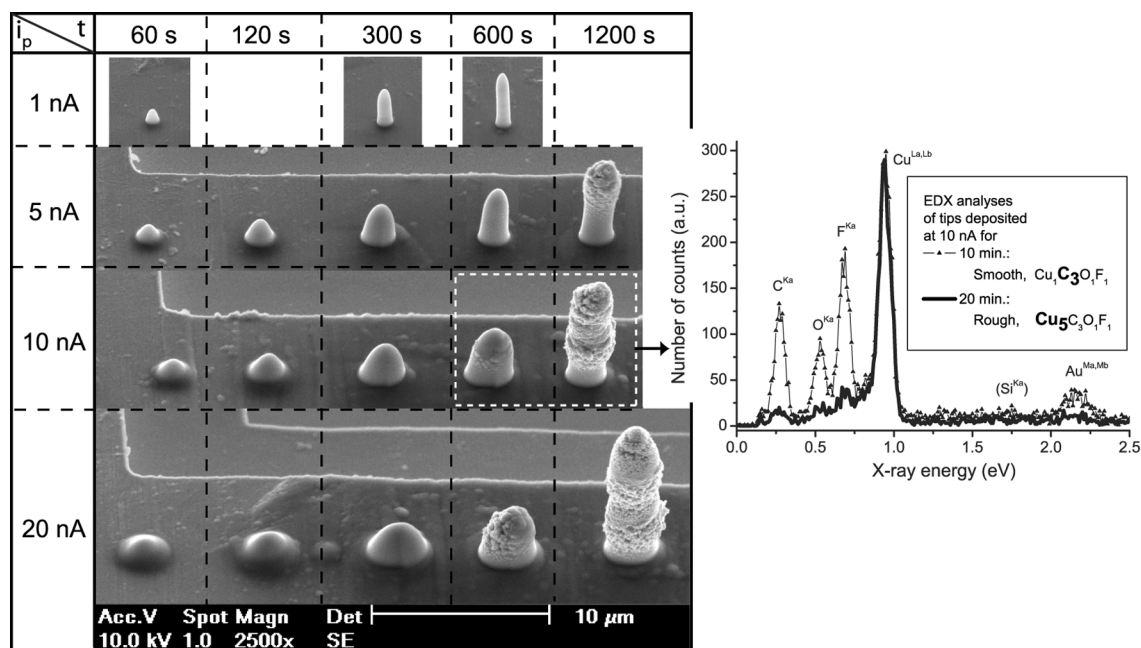 i_p t 60 s 120 s 300 s 600 s 1200 s
1 nA
5 nA
10 nA
20 nA
Acc.V Spot Magn Det 10 µm
10.0 kV 1.0 2500x SE
Number of counts (a.u.)
300
250
200
150
100
50
0
0.0 0.5 1.0 1.5 2.0 2.5
X-ray energy (eV)
C^Ka
O^Ka
F^Ka
Cu^La,Lb
(Si^Ka)
Au^Ma,Mb
EDX analyses
of tips deposited
at 10 nA for
10 min.:
Smooth, Cu₁C₃O₁F₁
20 min.:
Rough, Cu₅C₃O₁F₁